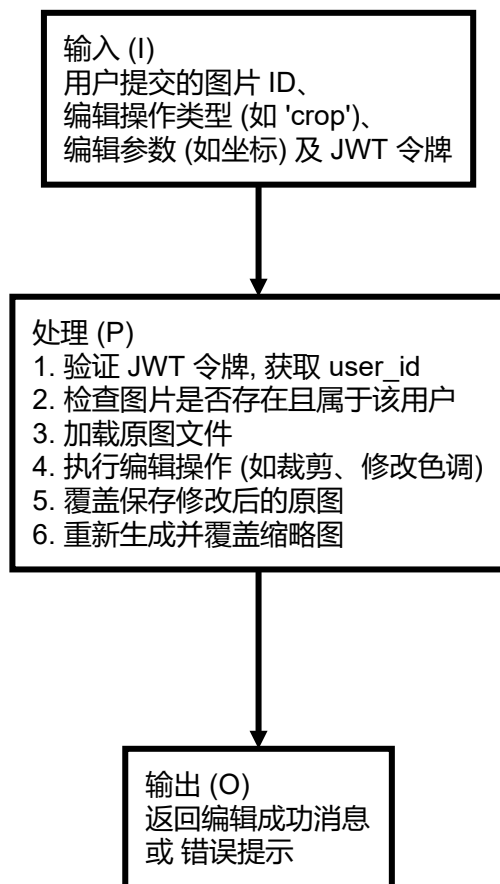 输入 (I)
用户提交的图片 ID、
编辑操作类型 (如 'crop')、
编辑参数 (如坐标) 及 JWT 令牌
处理 (P)
1. 验证 JWT 令牌, 获取 user_id
2. 检查图片是否存在且属于该用户
3. 加载原图文件
4. 执行编辑操作 (如裁剪、修改色调)
5. 覆盖保存修改后的原图
6. 重新生成并覆盖缩略图
输出 (O)
返回编辑成功消息
或 错误提示